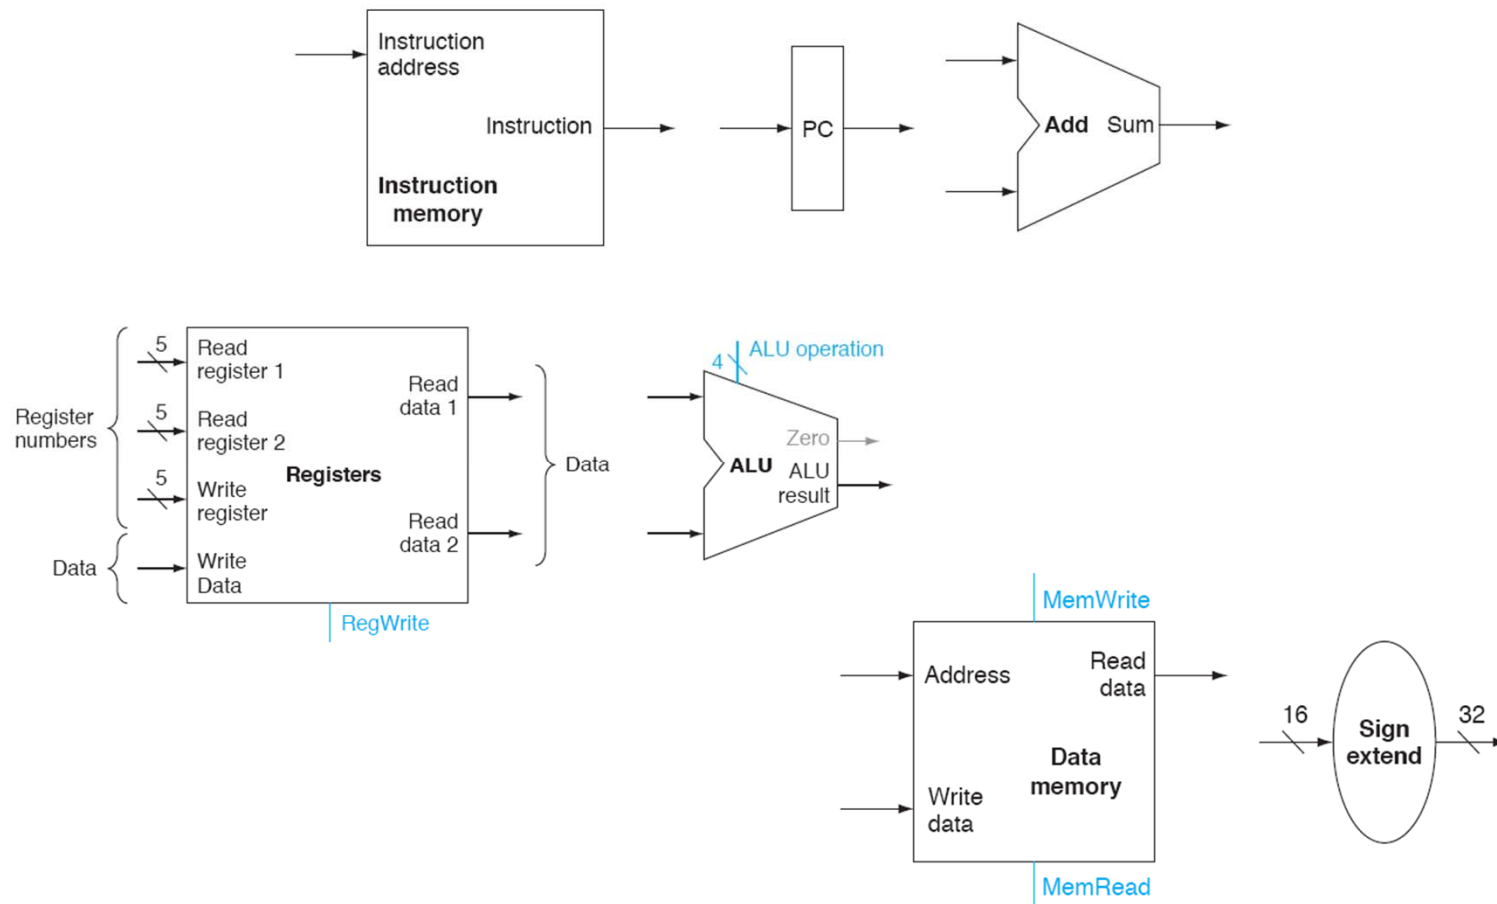 Instruction
address
Instruction
Instruction
memory
PC
Add
Sum
Register
numbers
Data
5
Read
register 1
5
Read
register 2
5
Write
register
Write
Data
Registers
Read
data 1
Read
data 2
RegWrite
Data
4
ALU operation
Zero
ALU
ALU
result
MemWrite
Address
Read
data
Data
memory
Write
data
MemRead
16
Sign
extend
32